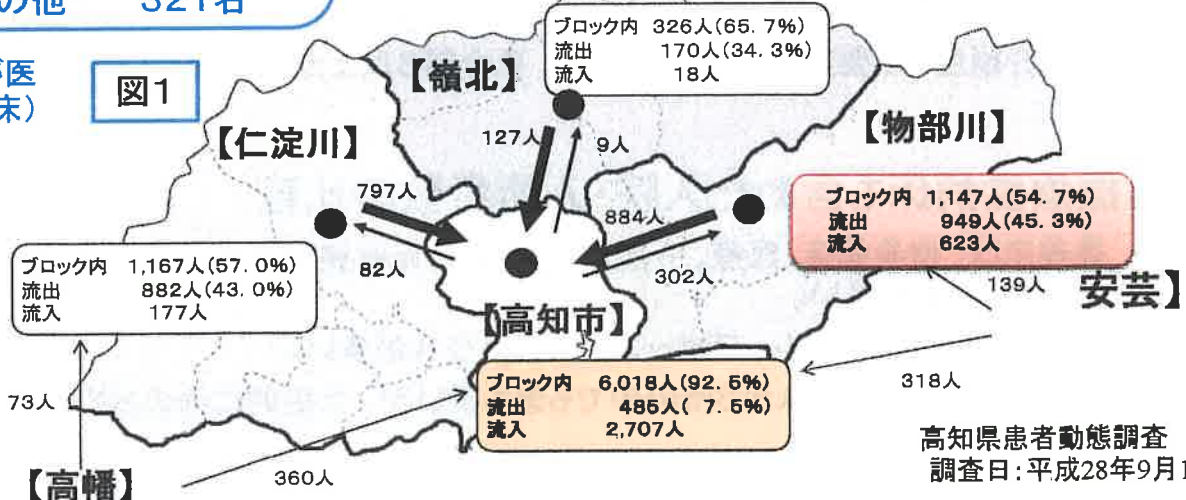 の他 321名
が医
末)
図1
ブロック内 326人(65.7%)
流出 170人(34.3%)
流入 18人
【嶺北】
【仁淀川】
【物部川】
127人
9人
797人
884人
82人
302人
ブロック内 1,147人(54.7%)
流出 949人(45.3%)
流入 623人
ブロック内 1,167人(57.0%)
流出 882人(43.0%)
流入 177人
139人
安芸】
【高知市】
ブロック内 6,018人(92.5%)
流出 485人( 7.5%)
流入 2,707人
318人
73人
高知県患者動態調査
調査日:平成28年9月1
360人
【高幡】